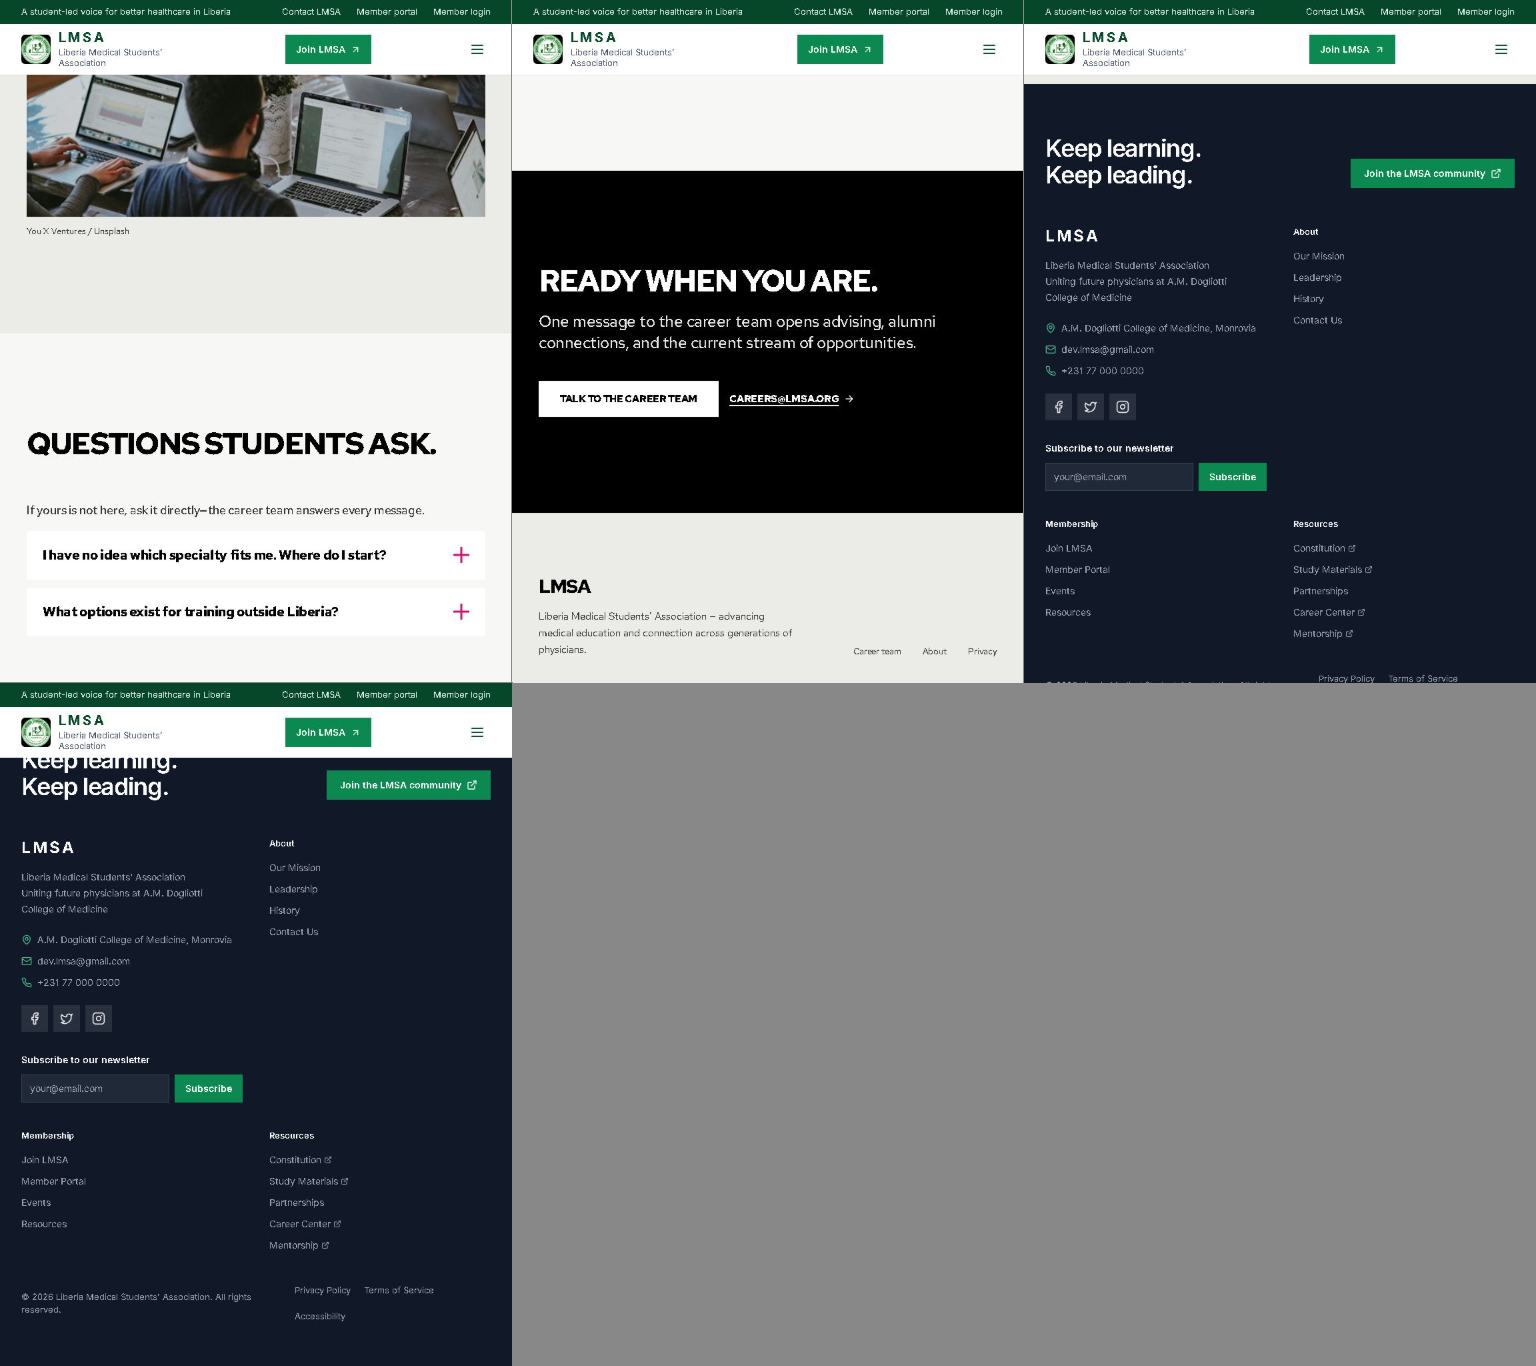 A student-led voice for better healthcare in Liberia
Contact LMSA Member portal Member login
LMSA
Liberia Medical Students'
Association
Join LMSA
You X Ventures / Unsplash
QUESTIONS STUDENTS ASK.
If yours is not here, ask it directly—the career team answers every message.
I have no idea which specialty fits me. Where do I start?
What options exist for training outside Liberia?
A student-led voice for better healthcare in Liberia
Contact LMSA Member portal Member login
LMSA
Liberia Medical Students'
Association
Join LMSA
READY WHEN YOU ARE.
One message to the career team opens advising, alumni
connections, and the current stream of opportunities.
TALK TO THE CAREER TEAM
CAREERS@LMSA.ORG
LMSA
Liberia Medical Students' Association — advancing
medical education and connection across generations of
physicians.
Career team About Privacy
A student-led voice for better healthcare in Liberia
Contact LMSA Member portal Member login
LMSA
Liberia Medical Students'
Association
Join LMSA
Keep learning.
Keep leading.
Join the LMSA community
LMSA
Liberia Medical Students' Association
Uniting future physicians at A.M. Dogliotti
College of Medicine
A.M. Dogliotti College of Medicine, Monrovia
dev.lmsa@gmail.com
+231 77 000 0000
About
Our Mission
Leadership
History
Contact Us
Subscribe to our newsletter
your@email.com
Subscribe
Membership
Join LMSA
Member Portal
Events
Resources
Resources
Constitution
Study Materials
Partnerships
Career Center
Mentorship
Privacy Policy Terms of Service
A student-led voice for better healthcare in Liberia
Contact LMSA Member portal Member login
LMSA
Liberia Medical Students'
Association
Join LMSA
Keep learning.
Keep leading.
Join the LMSA community
LMSA
Liberia Medical Students' Association
Uniting future physicians at A.M. Dogliotti
College of Medicine
A.M. Dogliotti College of Medicine, Monrovia
dev.lmsa@gmail.com
+231 77 000 0000
About
Our Mission
Leadership
History
Contact Us
Subscribe to our newsletter
your@email.com
Subscribe
Membership
Join LMSA
Member Portal
Events
Resources
Resources
Constitution
Study Materials
Partnerships
Career Center
Mentorship
© 2026 Liberia Medical Students' Association. All rights
reserved.
Privacy Policy Terms of Service
Accessibility